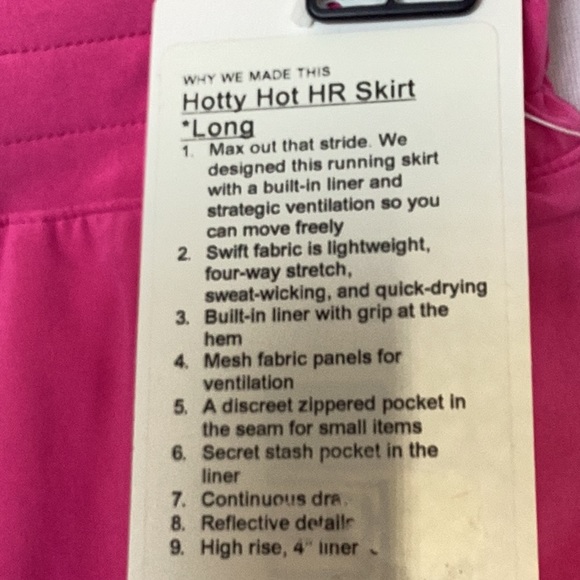 WHY WE MADE THIS
Hotty Hot HR Skirt
*Long
1. Max out that stride. We
designed this running skirt
with a built-in liner and
strategic ventilation so you
can move freely
2. Swift fabric is lightweight,
four-way stretch,
sweat-wicking, and quick-drying
3. Built-in liner with grip at the
hem
4. Mesh fabric panels for
ventilation
5. A discreet zippered pocket in
the seam for small items
6. Secret stash pocket in the
liner
7. Continuous
8. Reflective details
9. High rise, 4" liner